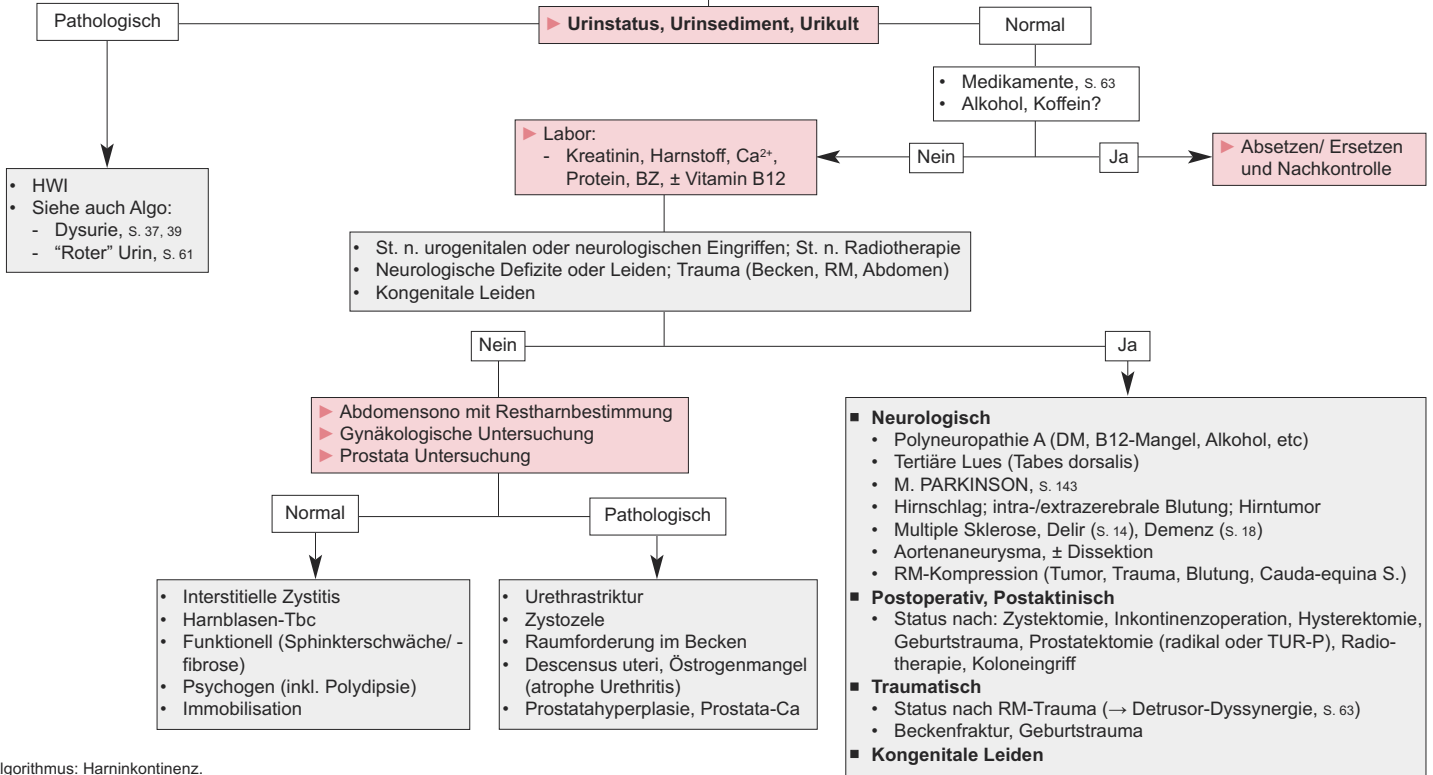 Pathologisch
▶ Urinstatus, Urinsediment, Urikult
Normal
• Medikamente, S. 63
• Alkohol, Koffein?
▶ Labor:
- Kreatinin, Harnstoff, Ca²⁺,
Protein, BZ, ± Vitamin B12
Nein
Ja
▶ Absetzen/ Ersetzen
und Nachkontrolle
• HWI
• Siehe auch Algo:
- Dysurie, S. 37, 39
- “Roter” Urin, S. 61
• St. n. urogenitalen oder neurologischen Eingriffen; St. n. Radiotherapie
• Neurologische Defizite oder Leiden; Trauma (Becken, RM, Abdomen)
• Kongenitale Leiden
Nein
Ja
▶ Abdomensono mit Restharnbestimmung
▶ Gynäkologische Untersuchung
▶ Prostata Untersuchung
Normal
Pathologisch
• Interstitielle Zystitis
• Harnblasen-Tbc
• Funktionell (Sphinkterschwäche/ -
fibrose)
• Psychogen (inkl. Polydipsie)
• Immobilisation
• Urethrastriktur
• Zystozele
• Raumforderung im Becken
• Descensus uteri, Östrogenmangel
(atrophe Urethritis)
• Prostatahyperplasie, Prostata-Ca
■ Neurologisch
• Polyneuropathie A (DM, B12-Mangel, Alkohol, etc)
• Tertiäre Lues (Tabes dorsalis)
• M. PARKINSON, S. 143
• Hirnschlag; intra-/extrazerebrale Blutung; Hirntumor
• Multiple Sklerose, Delir (S. 14), Demenz (S. 18)
• Aortenaneurysma, ± Dissektion
• RM-Kompression (Tumor, Trauma, Blutung, Cauda-equina S.)
■ Postoperativ, Postaktinisch
• Status nach: Zystektomie, Inkontinenzoperation, Hysterektomie,
Geburtstrauma, Prostatektomie (radikal oder TUR-P), Radio-
therapie, Koloneingriff
■ Traumatisch
• Status nach RM-Trauma (→ Detrusor-Dyssynergie, S. 63)
• Beckenfraktur, Geburtstrauma
■ Kongenitale Leiden
lgorithmus: Harninkontinenz.